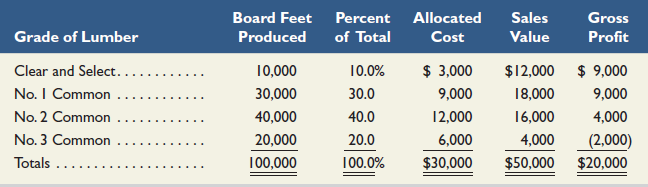 Board Feet Percent Allocated Sales Gross
Grade of Lumber Produced of Total Cost Value Profit
Clear and Select............ 10,000 10.0% $ 3,000 $12,000 $ 9,000
No. 1 Common ............ 30,000 30.0 9,000 18,000 9,000
No. 2 Common ............ 40,000 40.0 12,000 16,000 4,000
No. 3 Common ............ 20,000 20.0 6,000 4,000 (2,000)
Totals .................... 100,000 100.0% $30,000 $50,000 $20,000